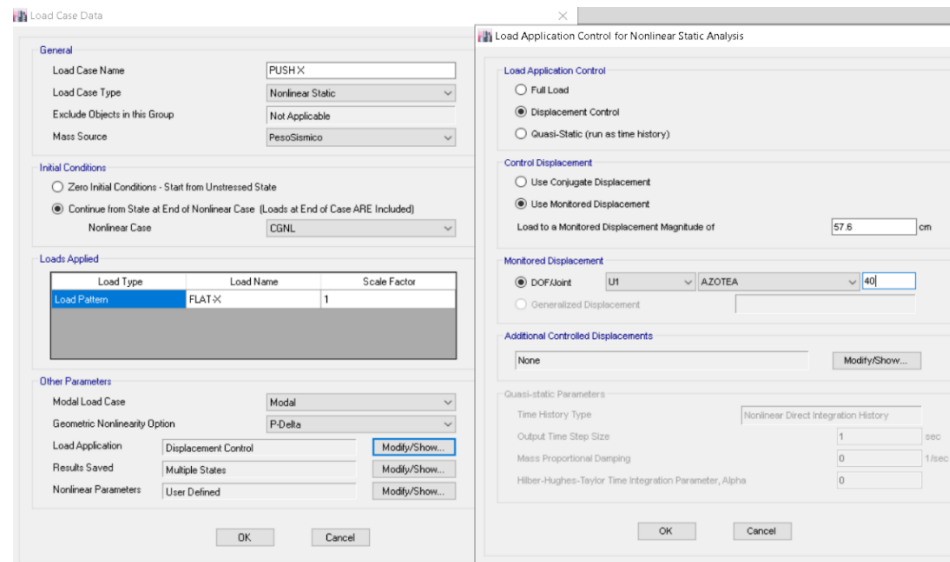 Load Case Data
General
Load Case Name PUSH X
Load Case Type Nonlinear Static
Exclude Objects in this Group Not Applicable
Mass Source PesoSismico
Initial Conditions
Zero Initial Conditions - Start from Unstressed State
Continue from State at End of Nonlinear Case (Loads at End of Case ARE Included)
Nonlinear Case CGNL
Loads Applied
Load Type Load Name Scale Factor
Load Pattern FLAT-X 1
Other Parameters
Modal Load Case Modal
Geometric Nonlinearity Option P-Delta
Load Application Displacement Control Modify/Show...
Results Saved Multiple States Modify/Show...
Nonlinear Parameters User Defined Modify/Show...
OK Cancel
Load Application Control for Nonlinear Static Analysis
Load Application Control
Full Load
Displacement Control
Quasi-Static (run as time history)
Control Displacement
Use Conjugate Displacement
Use Monitored Displacement
Load to a Monitored Displacement Magnitude of 57.6 cm
Monitored Displacement
DOF/Joint U1 AZOTEA 40
Generalized Displacement
Additional Controlled Displacements
None Modify/Show...
Quasi-static Parameters
Time History Type Nonlinear Direct Integration History
Output Time Step Size 1 sec
Mass Proportional Damping 0 1/sec
Hilber-Hughes-Taylor Time Integration Parameter, Alpha 0
OK Cancel